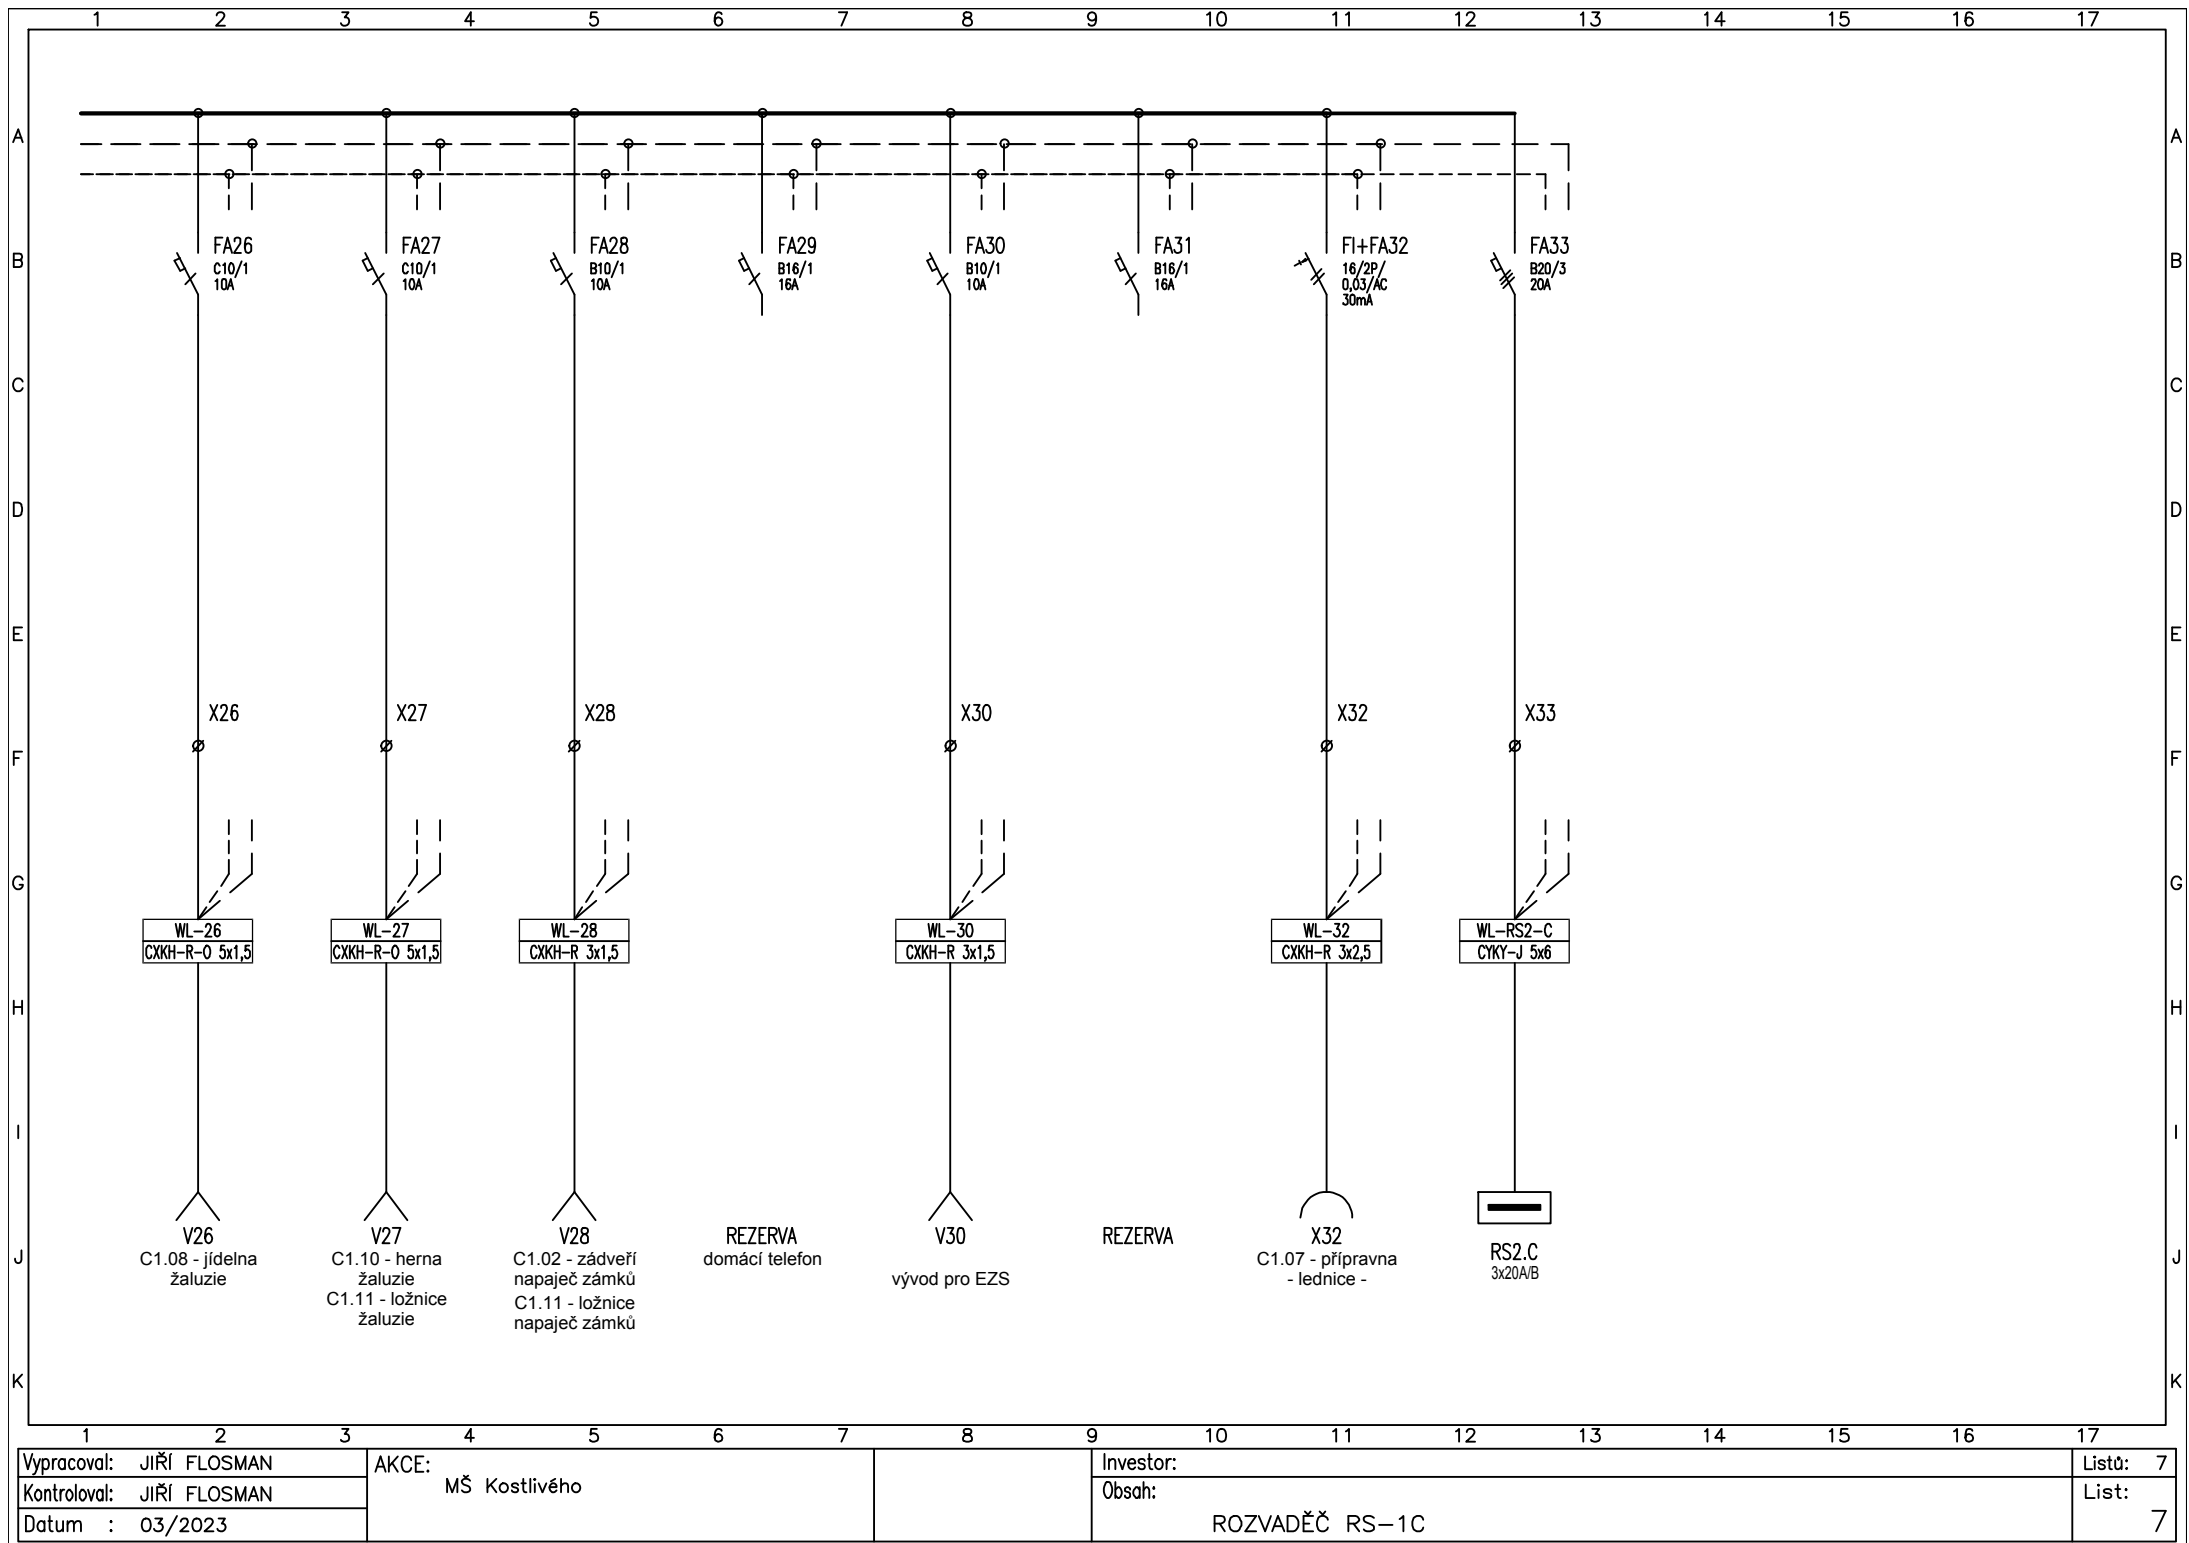 1 2 3 4 5 6 7 8 9 10 11 12 13 14 15 16 17
A A
B B
C C
D D
E E
F F
G G
H H
I I
J J
K K
FA26
C10/1
10A
FA27
C10/1
10A
FA28
B10/1
10A
FA29
B16/1
16A
FA30
B10/1
10A
FA31
B16/1
16A
FI+FA32
16/2P/
0,03/AC
30mA
FA33
B20/3
20A
X26
X27
X28
X30
X32
X33
WL-26
CXKH-R-O 5x1,5
WL-27
CXKH-R-O 5x1,5
WL-28
CXKH-R 3x1,5
WL-30
CXKH-R 3x1,5
WL-32
CXKH-R 3x2,5
WL-RS2-C
CYKY-J 5x6
V26
C1.08 - jídelna
žaluzie
V27
C1.10 - herna
žaluzie
C1.11 - ložnice
žaluzie
V28
C1.02 - zádveří
napaječ zámků
C1.11 - ložnice
napaječ zámků
REZERVA
domácí telefon
V30
vývod pro EZS
REZERVA
X32
C1.07 - přípravna
- lednice -
RS2.C
3x20A/B
1 2 3 4 5 6 7 8 9 10 11 12 13 14 15 16 17
Vypracoval: JIŘÍ FLOSMAN
Kontroloval: JIŘÍ FLOSMAN
Datum : 03/2023
AKCE:
MŠ Kostlivého
Investor:
Obsah:
ROZVADĚČ RS-1C
Listů: 7
List:
7